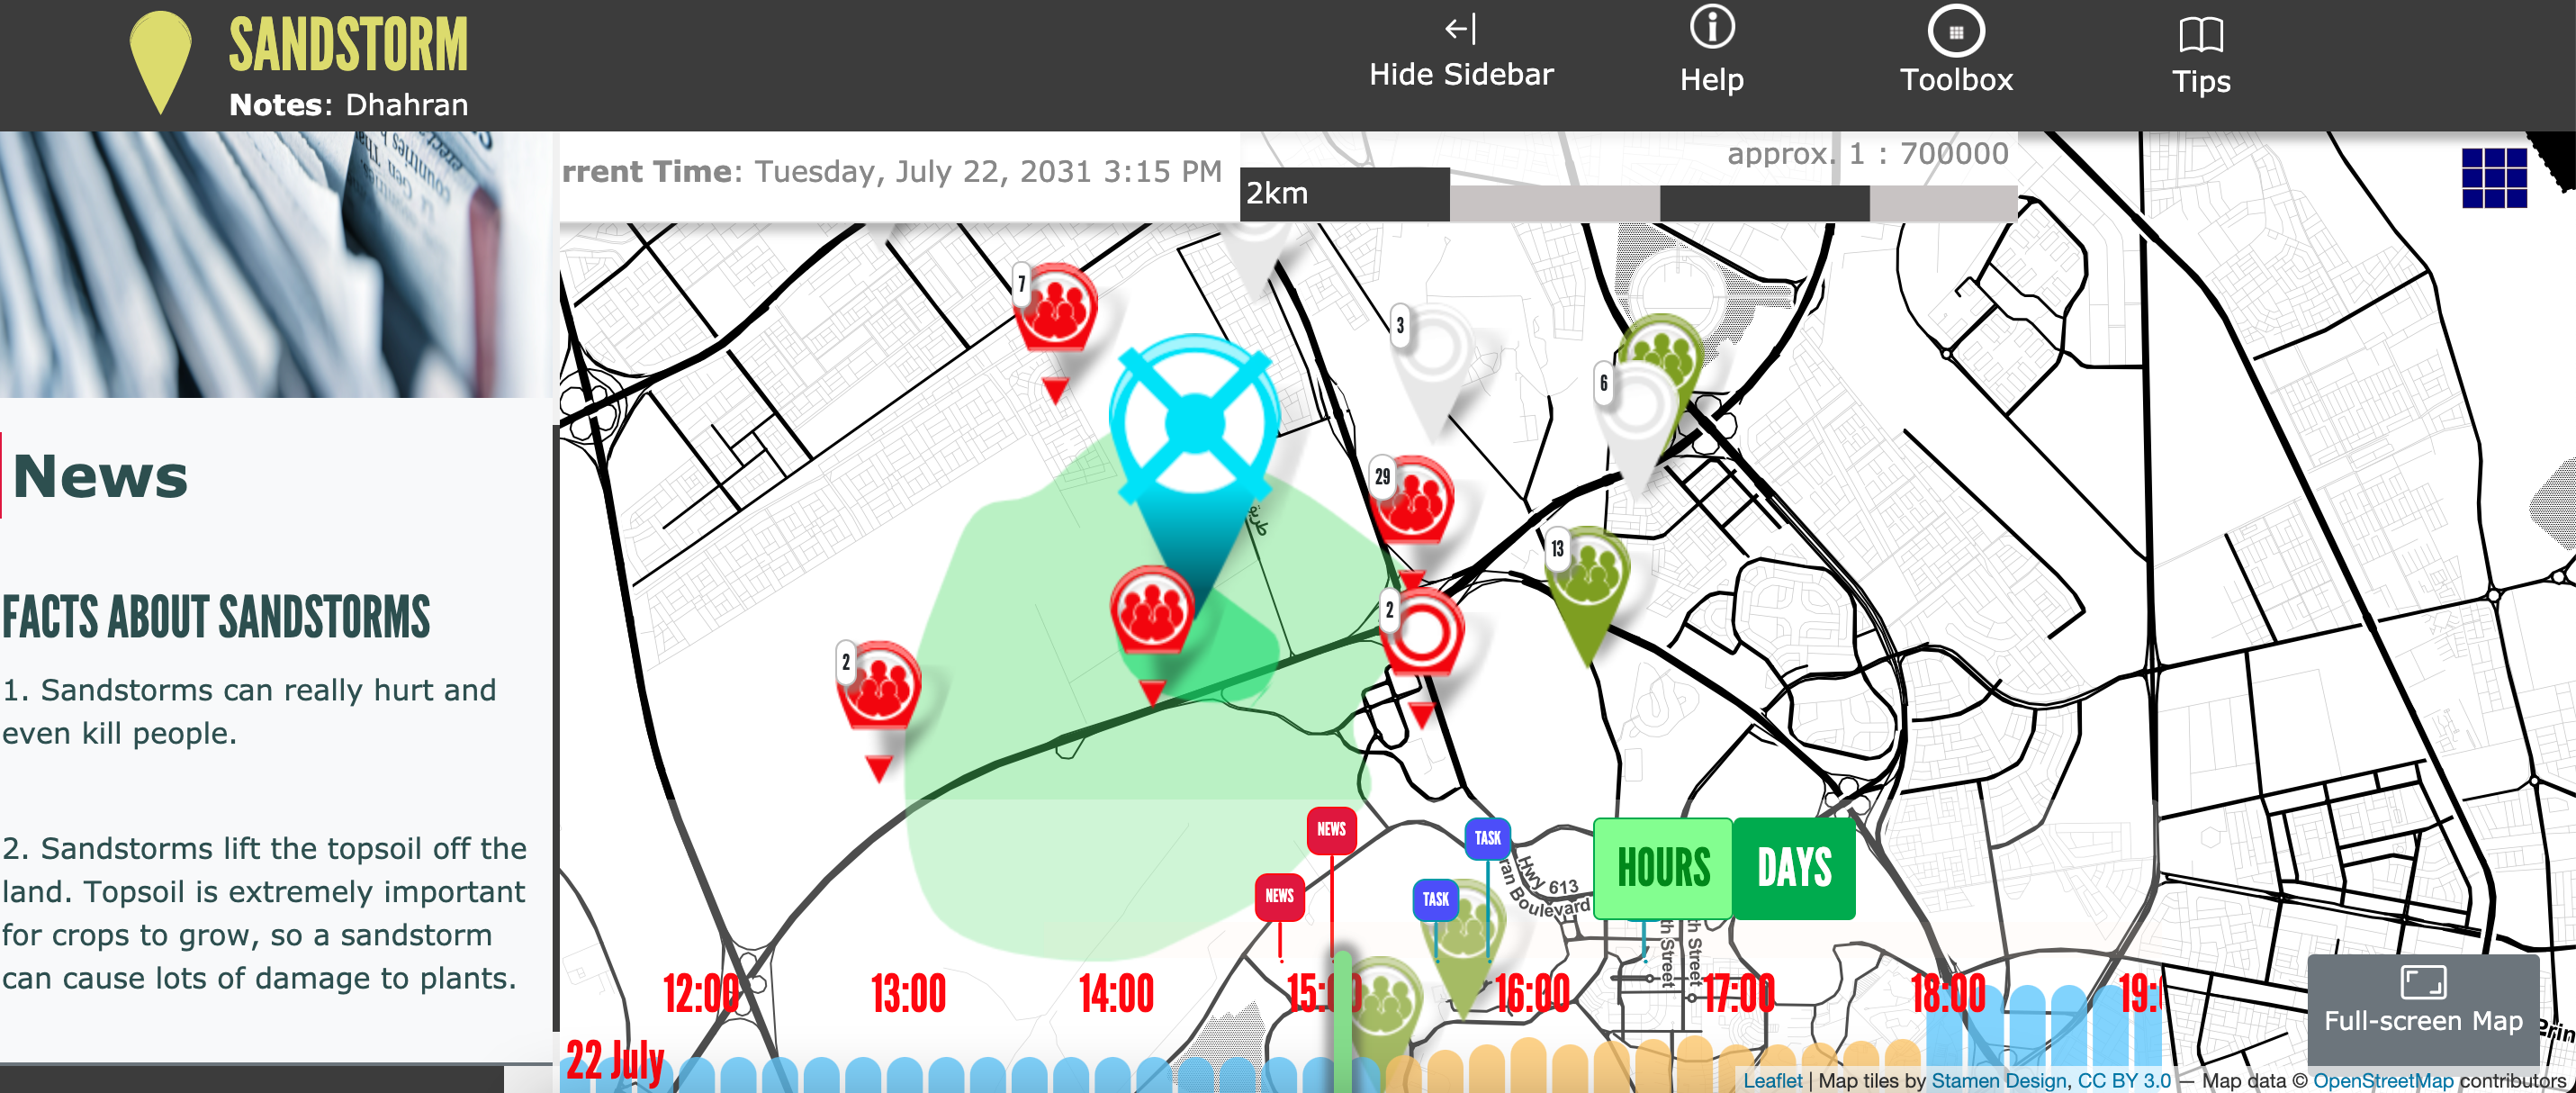 SANDSTORM
Notes: Dhahran
Hide Sidebar
Help
Toolbox
Tips
News
FACTS ABOUT SANDSTORMS
1. Sandstorms can really hurt and
even kill people.
2. Sandstorms lift the topsoil off the
land. Topsoil is extremely important
for crops to grow, so a sandstorm
can cause lots of damage to plants.
rrent Time: Tuesday, July 22, 2031 3:15 PM
2km
approx. 1 : 700000
7
3
6
29
13
2
2
NEWS
NEWS
TASK
TASK
HOURS
DAYS
Hwy 613
ran Boulevard
th Street
th Street
12:00
13:00
14:00
16:00
17:00
18:00
22 July
Full-screen Map
Prin
Leaflet | Map tiles by Stamen Design, CC BY 3.0 — Map data © OpenStreetMap contributors